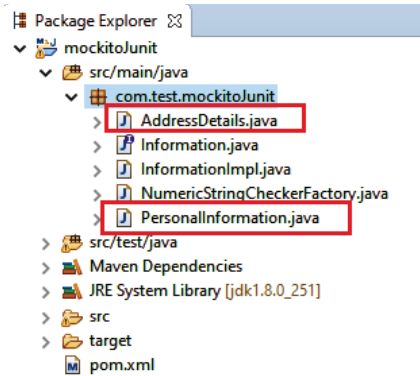 Package Explorer
mockitoJunit
src/main/java
com.test.mockitoJunit
AddressDetails.java
Information.java
InformationImpl.java
NumericStringCheckerFactory.java
PersonalInformation.java
src/test/java
Maven Dependencies
JRE System Library [jdk1.8.0_251]
src
target
pom.xml